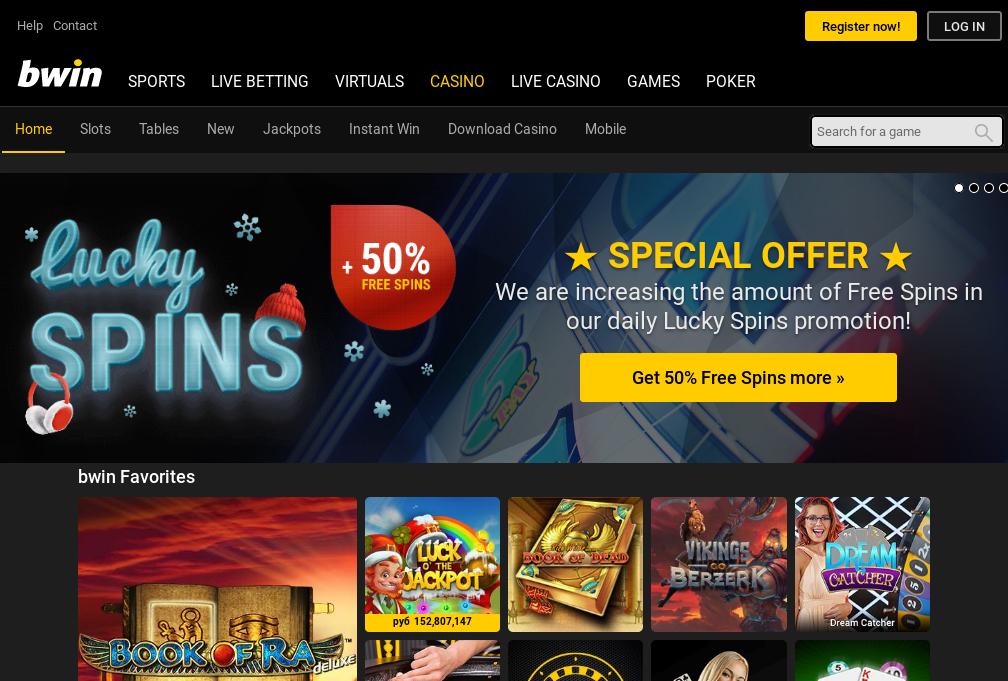 Help Contact
Register now! LOG IN
bwin SPORTS LIVE BETTING VIRTUALS CASINO LIVE CASINO GAMES POKER
Home Slots Tables New Jackpots Instant Win Download Casino Mobile
Search for a game
Lucky
SPINS
+ 50%
FREE SPINS
★ SPECIAL OFFER ★
We are increasing the amount of Free Spins in
our daily Lucky Spins promotion!
Get 50% Free Spins more »
bwin Favorites
BOOK OF RA™
deluxe
LUCK
O' THE
JACKPOT
руб 152,807,147
BOOK OF DEAD
VIKINGS
GO
BERZERK
DREAM
CATCHER
Dream Catcher